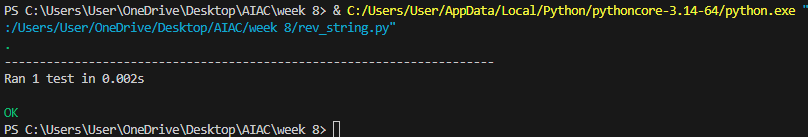 PS C:\Users\User\OneDrive\Desktop\AIAC\week 8> & C:/Users/User/AppData/Local/Python/pythoncore-3.14-64/python.exe "
:/Users/User/OneDrive/Desktop/AIAC/week 8/rev_string.py"
.
----------------------------------------------------------------------
Ran 1 test in 0.002s
OK
PS C:\Users\User\OneDrive\Desktop\AIAC\week 8>